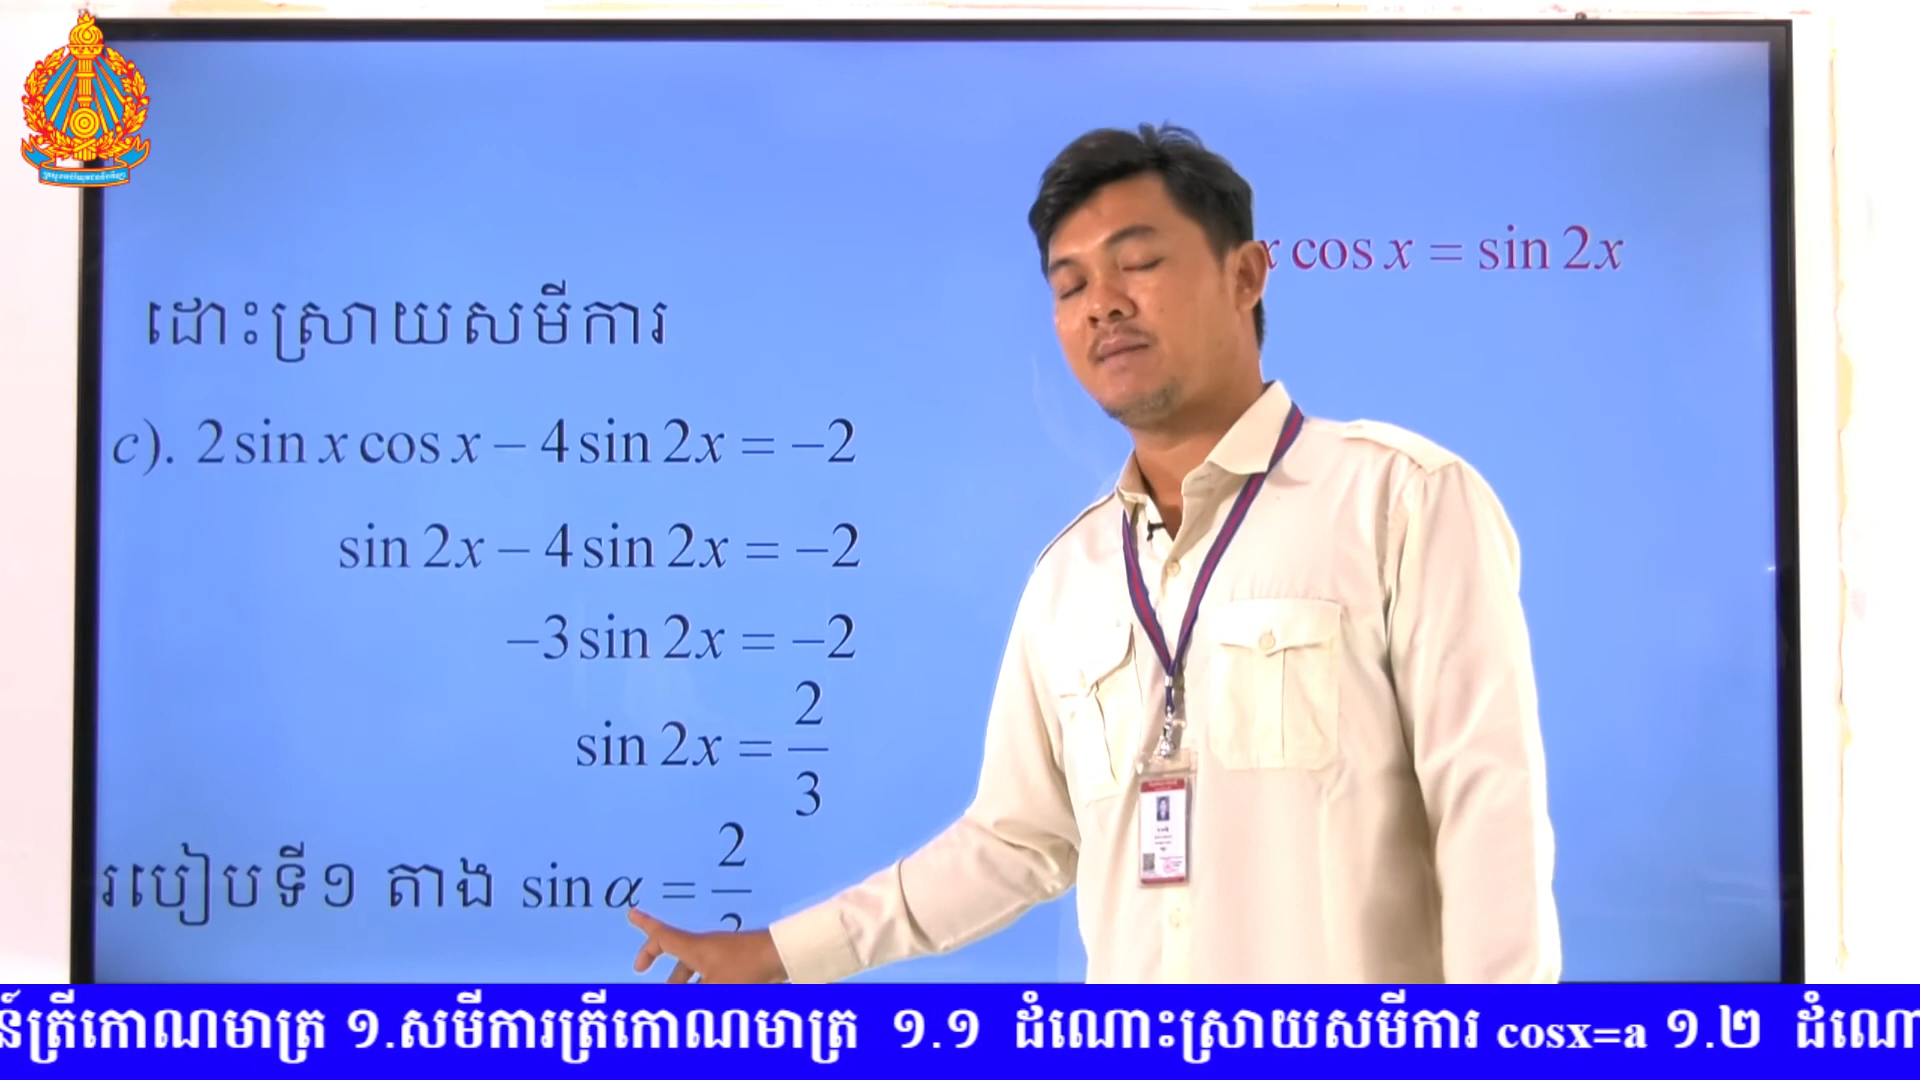 x cos x = sin 2x
ដោះស្រាយសមីការ
c). 2 sin x cos x − 4 sin 2x = −2
sin 2x − 4 sin 2x = −2
−3 sin 2x = −2
sin 2x = 2/3
របៀបទី១ តាង sin α = 2/3
ន៍ត្រីកោណមាត្រ ១.សមីការត្រីកោណមាត្រ ១.១ ដំណោះស្រាយសមីការ cosx=a ១.២ ដំណោ